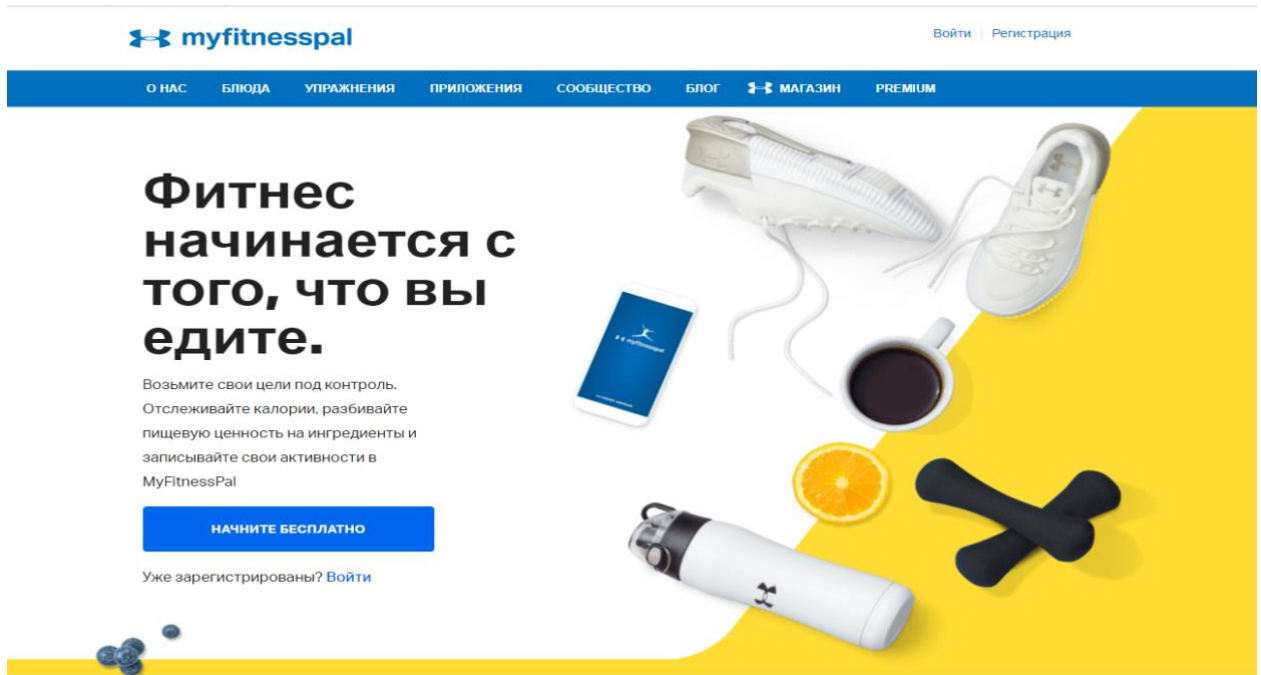 myfitnesspal
Войти Регистрация
О НАС БЛЮДА УПРАЖНЕНИЯ ПРИЛОЖЕНИЯ СООБЩЕСТВО БЛОГ МАГАЗИН PREMIUM
Фитнес
начинается с
того, что вы
едите.
Возьмите свои цели под контроль.
Отслеживайте калории, разбивайте
пищевую ценность на ингредиенты и
записывайте свои активности в
MyFitnessPal
НАЧНИТЕ БЕСПЛАТНО
Уже зарегистрированы? Войти
myfitnesspal